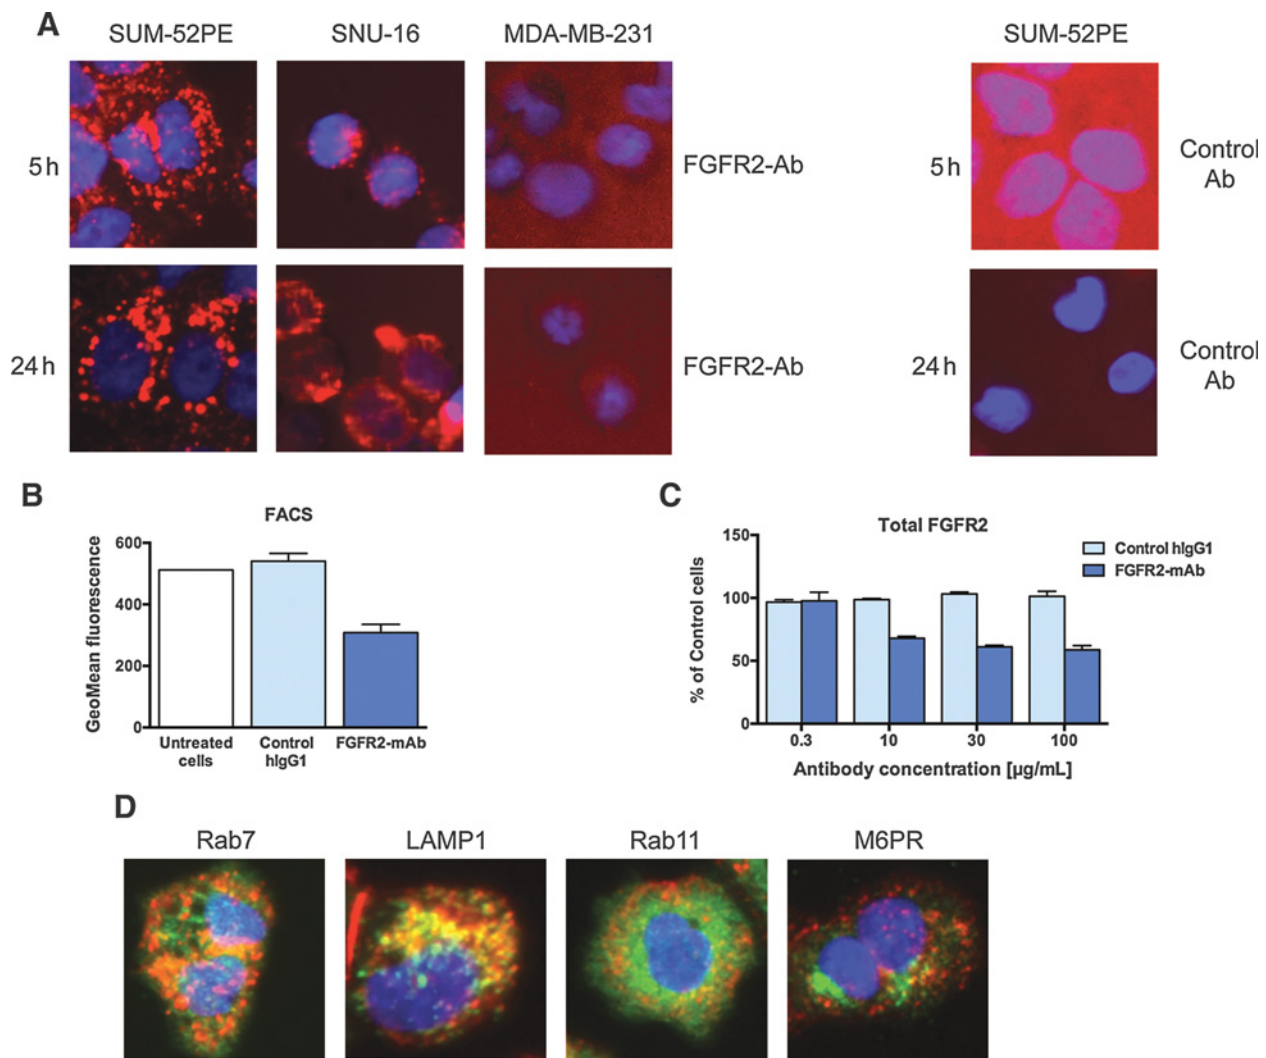 A
SUM-52PE
SNU-16
MDA-MB-231
SUM-52PE
5 h
FGFR2-Ab
5 h
Control
Ab
24 h
FGFR2-Ab
24 h
Control
Ab
B
FACS
GeoMean fluorescence
600
400
200
0
Untreated
cells
Control
hIgG1
FGFR2-mAb
C
Total FGFR2
% of Control cells
150
100
50
0
Control hIgG1
FGFR2-mAb
0.3
10
30
100
Antibody concentration [µg/mL]
D
Rab7
LAMP1
Rab11
M6PR